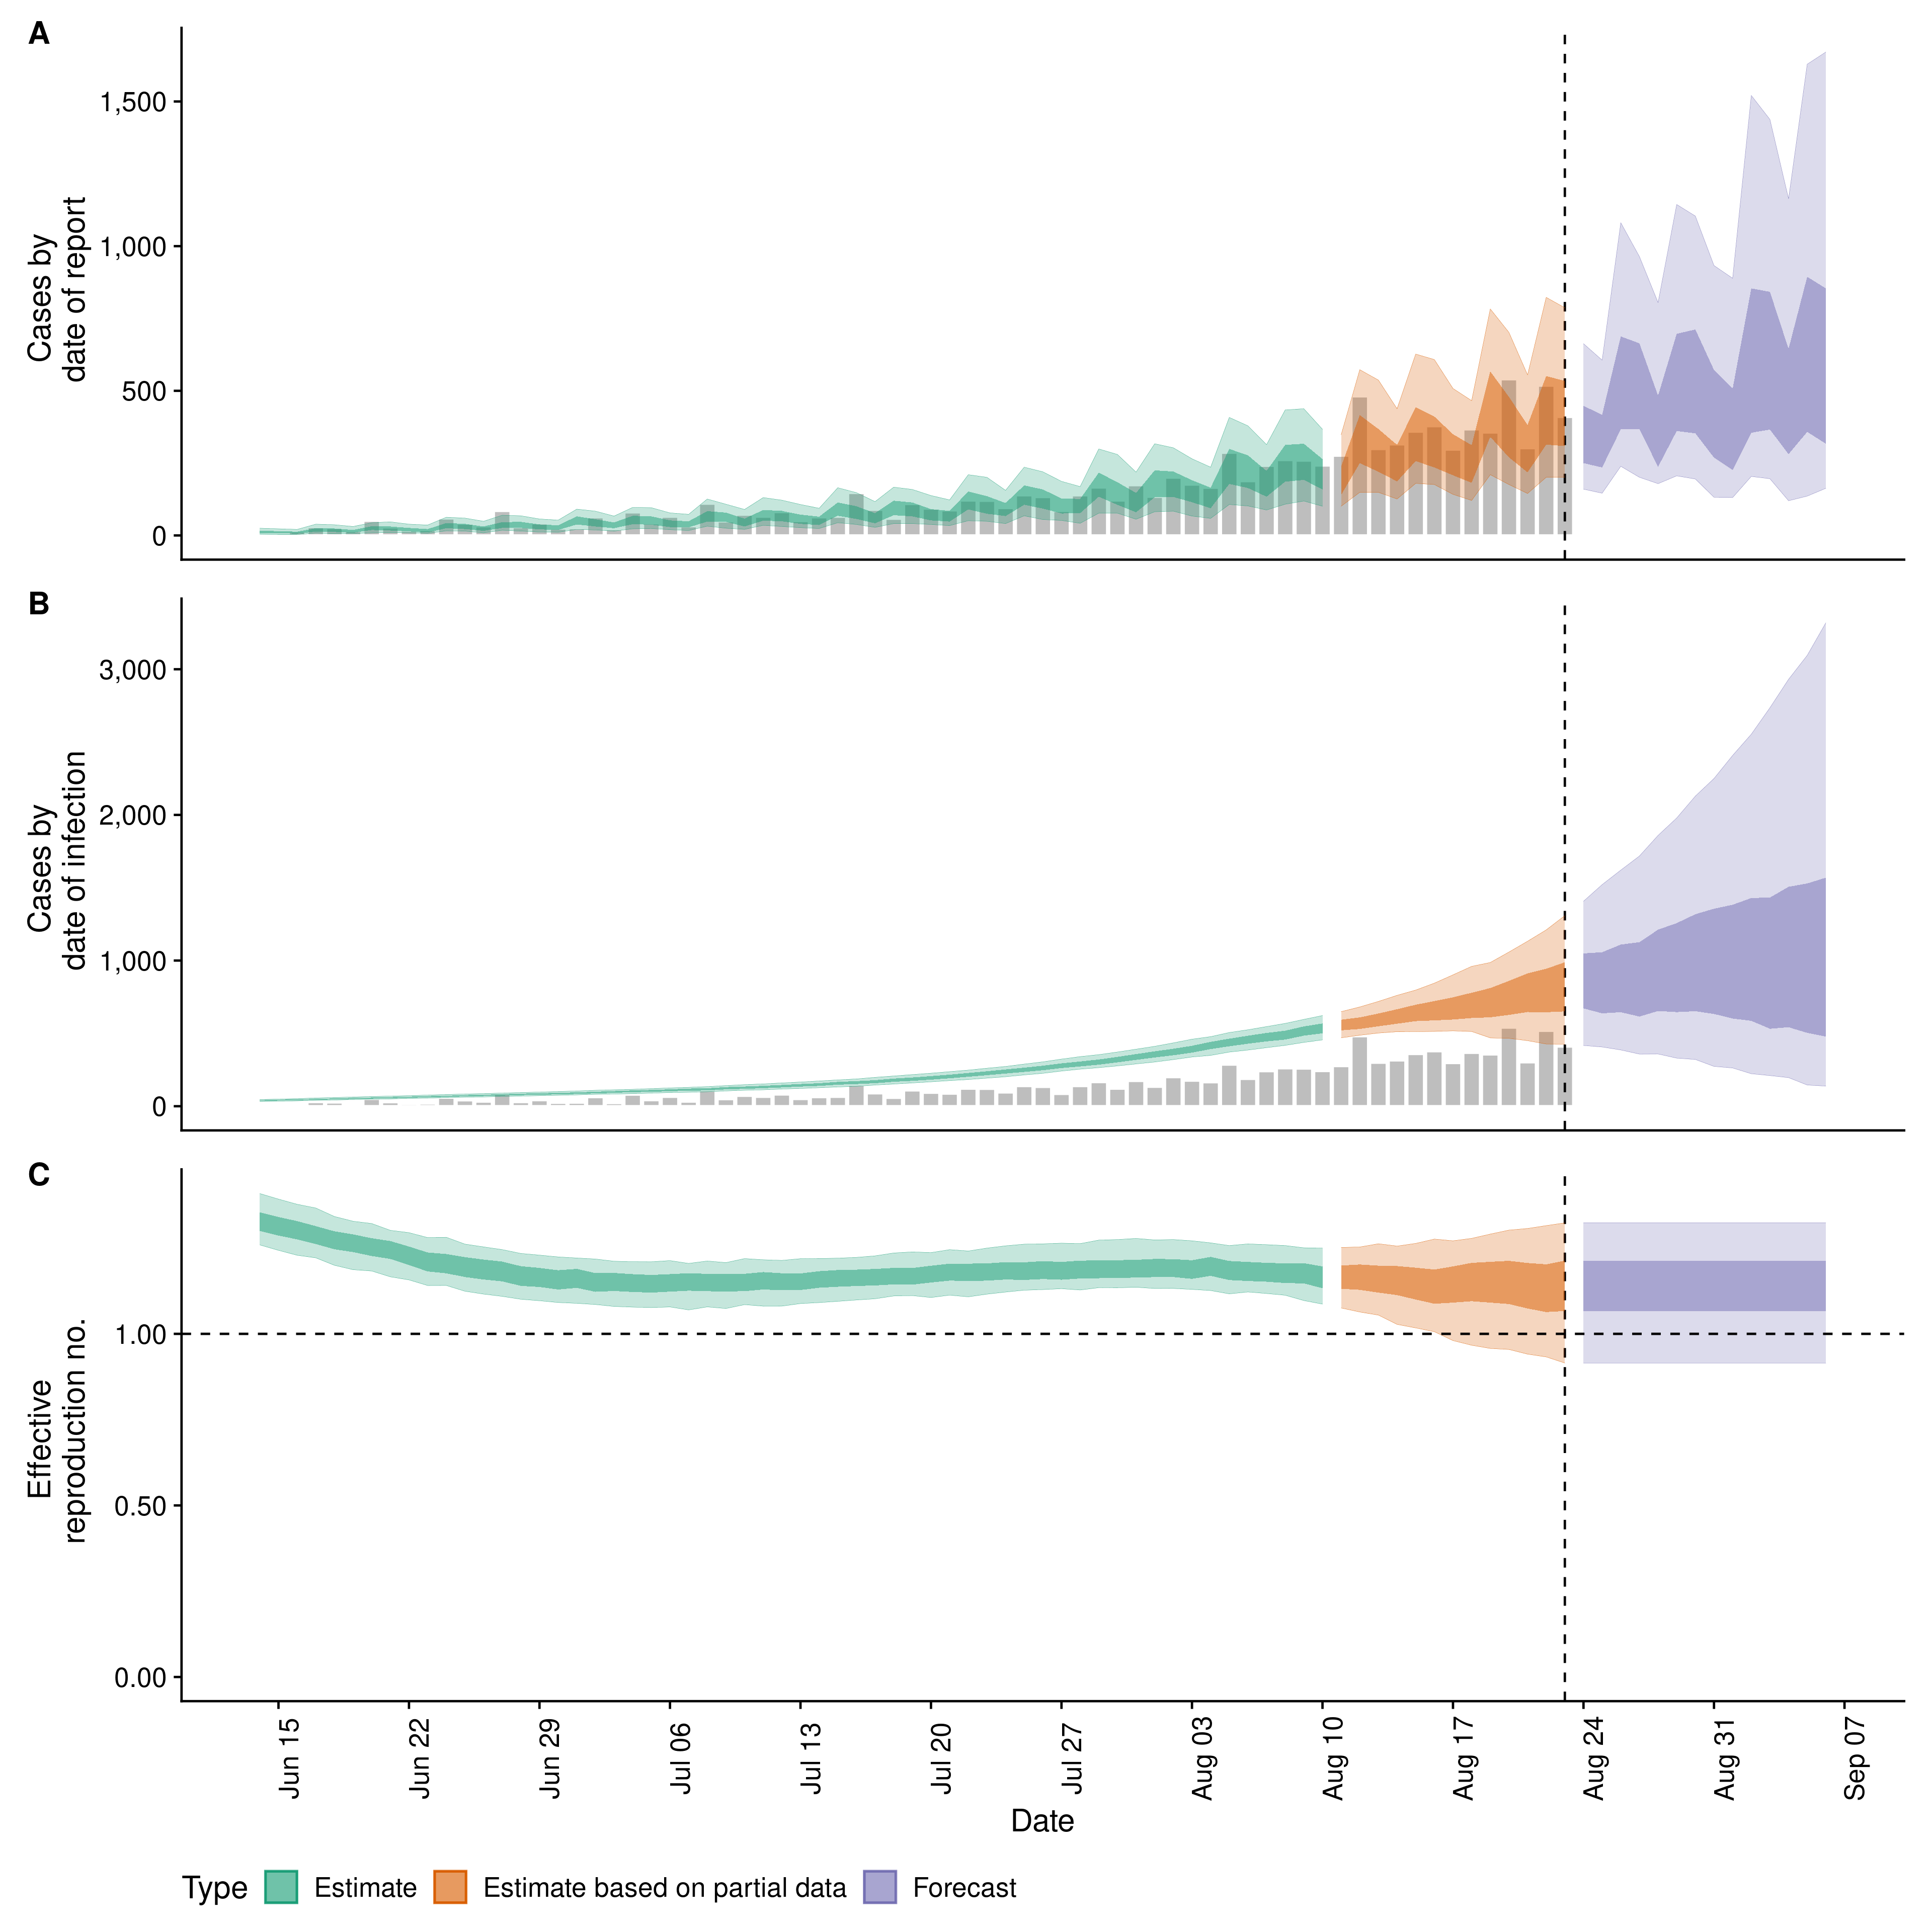 A
Cases by
date of report
1,500
1,000
500
0
B
Cases by
date of infection
3,000
2,000
1,000
0
C
Effective
reproduction no.
1.00
0.50
0.00
Jun 15
Jun 22
Jun 29
Jul 06
Jul 13
Jul 20
Jul 27
Aug 03
Aug 10
Aug 17
Aug 24
Aug 31
Sep 07
Date
Type
Estimate
Estimate based on partial data
Forecast